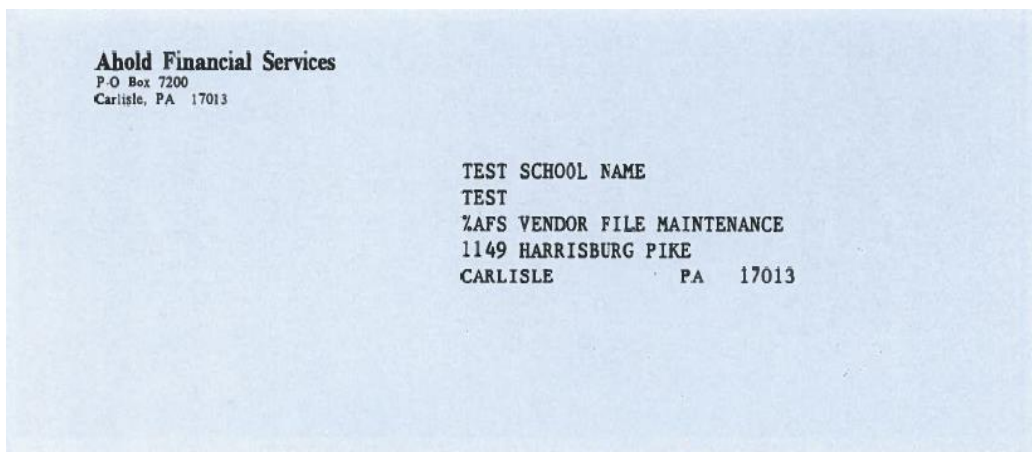 Ahold Financial Services
P-O Box 7200
Carlisle, PA 17013
TEST SCHOOL NAME
TEST
%AFS VENDOR FILE MAINTENANCE
1149 HARRISBURG PIKE
CARLISLE PA 17013